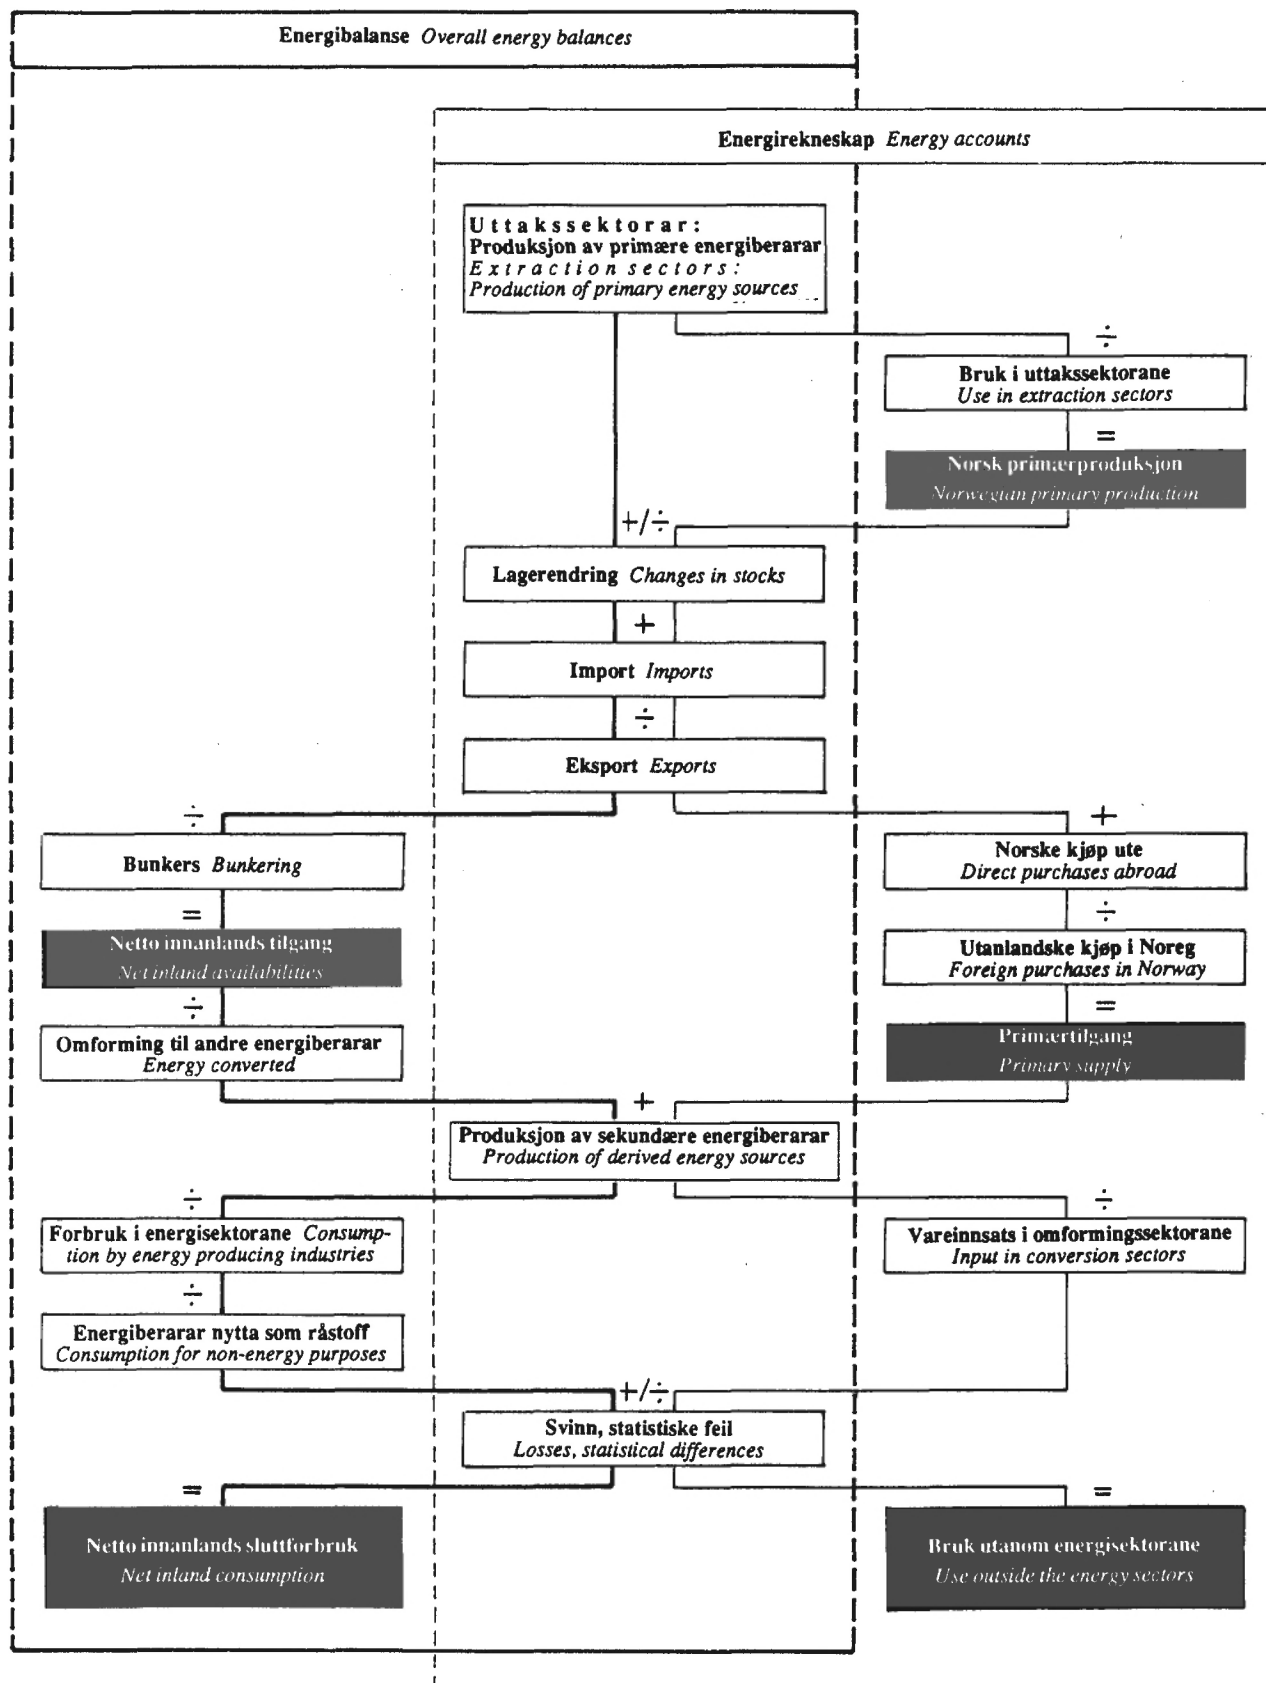 Energibalanse Overall energy balances
Energirekneskap Energy accounts
Uttakssektorar:
Produksjon av primære energiberarar
Extraction sectors:
Production of primary energy sources
÷
Bruk i uttakssektorane
Use in extraction sectors
=
Norsk primærproduksjon
Norwegian primary production
+/÷
Lagerendring Changes in stocks
+
Import Imports
÷
Eksport Exports
÷
Bunkers Bunkering
=
Netto innanlands tilgang
Net inland availabilities
÷
Omforming til andre energiberarar
Energy converted
+
Norske kjøp ute
Direct purchases abroad
÷
Utanlandske kjøp i Noreg
Foreign purchases in Norway
=
Primærtilgang
Primary supply
+
Produksjon av sekundære energiberarar
Production of derived energy sources
÷
Forbruk i energisektorane Consump-
tion by energy producing industries
÷
Energiberarar nytta som råstoff
Consumption for non-energy purposes
÷
Vareinnsats i omformingssektorane
Input in conversion sectors
+/÷
Svinn, statistiske feil
Losses, statistical differences
=
Netto innanlands sluttforbruk
Net inland consumption
=
Bruk utanom energisektorane
Use outside the energy sectors